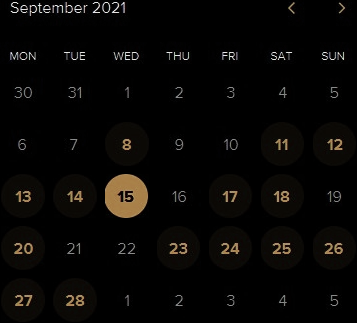 September 2021
MON TUE WED THU FRI SAT SUN
30 31 1 2 3 4 5
6 7 8 9 10 11 12
13 14 15 16 17 18 19
20 21 22 23 24 25 26
27 28 1 2 3 4 5